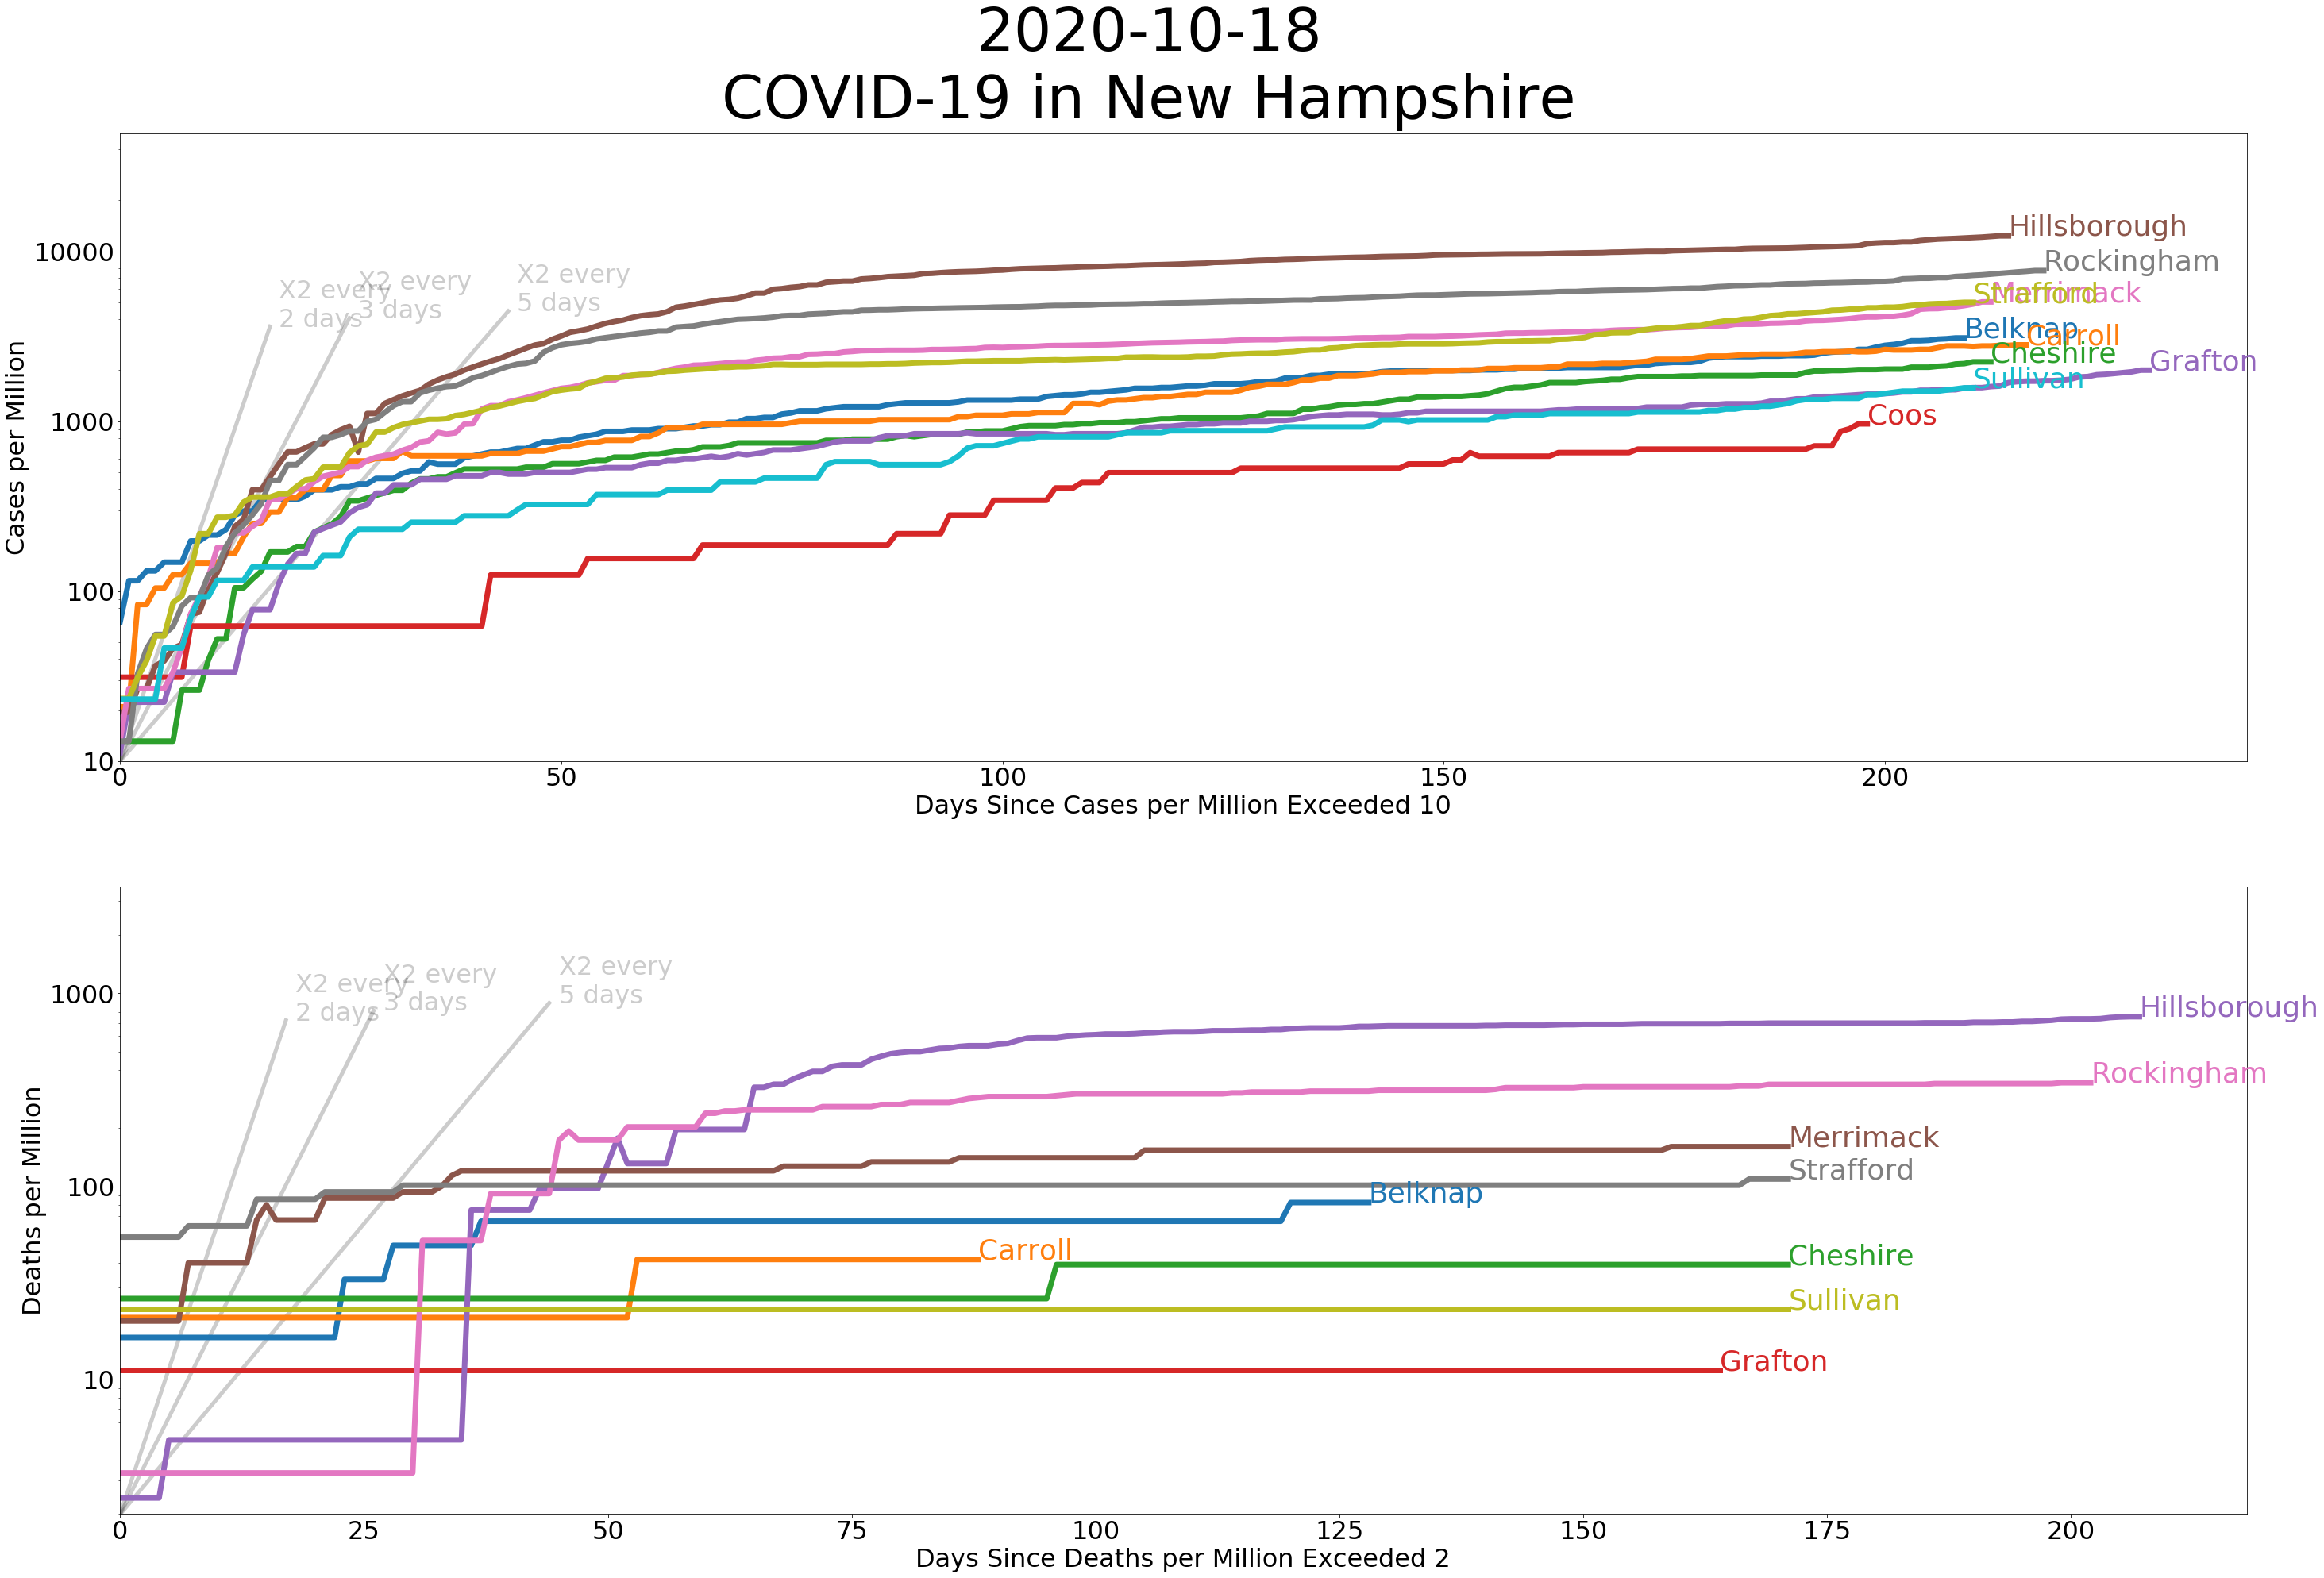 2020-10-18
COVID-19 in New Hampshire
10000
1000
100
10
Cases per Million
X2 every
2 days
X2 every
3 days
X2 every
5 days
Hillsborough
Rockingham
Strafford
Merrimack
Belknap
Carroll
Cheshire
Grafton
Sullivan
Coos
0
50
100
150
200
Days Since Cases per Million Exceeded 10
1000
100
10
Deaths per Million
X2 every
2 days
X2 every
3 days
X2 every
5 days
Hillsborough
Rockingham
Merrimack
Strafford
Belknap
Carroll
Cheshire
Sullivan
Grafton
0
25
50
75
100
125
150
175
200
Days Since Deaths per Million Exceeded 2